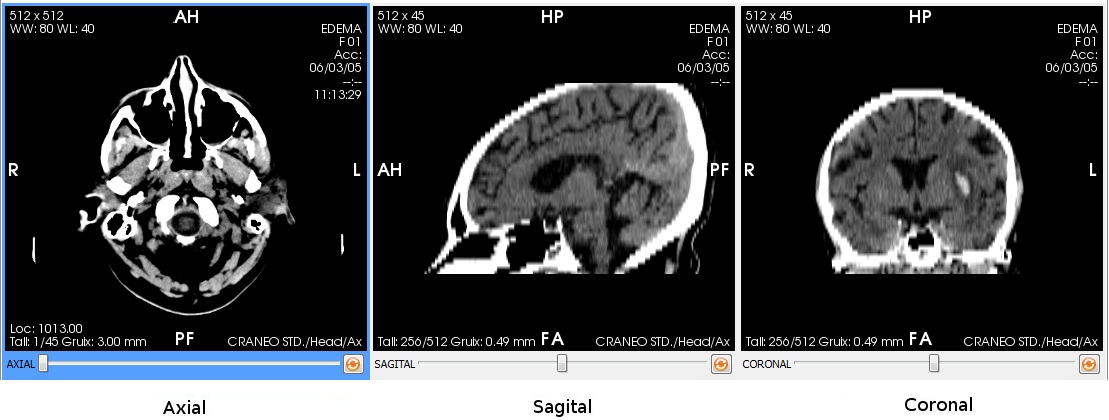 512 x 512
WW: 80 WL: 40
AH
EDEMA
F 01
Acc:
06/03/05
--:--
11:13:29
R
L
Loc: 1013.00
Tall: 1/45 Gruix: 3.00 mm
PF
CRANEO STD./Head/Ax
AXIAL
Axial
512 x 45
WW: 80 WL: 40
HP
EDEMA
F 01
Acc:
06/03/05
--:--
AH
PF
Tall: 256/512 Gruix: 0.49 mm
FA
CRANEO STD./Head/Ax
SAGITAL
Sagital
512 x 45
WW: 80 WL: 40
HP
EDEMA
F 01
Acc:
06/03/05
--:--
R
L
Tall: 256/512 Gruix: 0.49 mm
FA
CRANEO STD./Head/Ax
CORONAL
Coronal